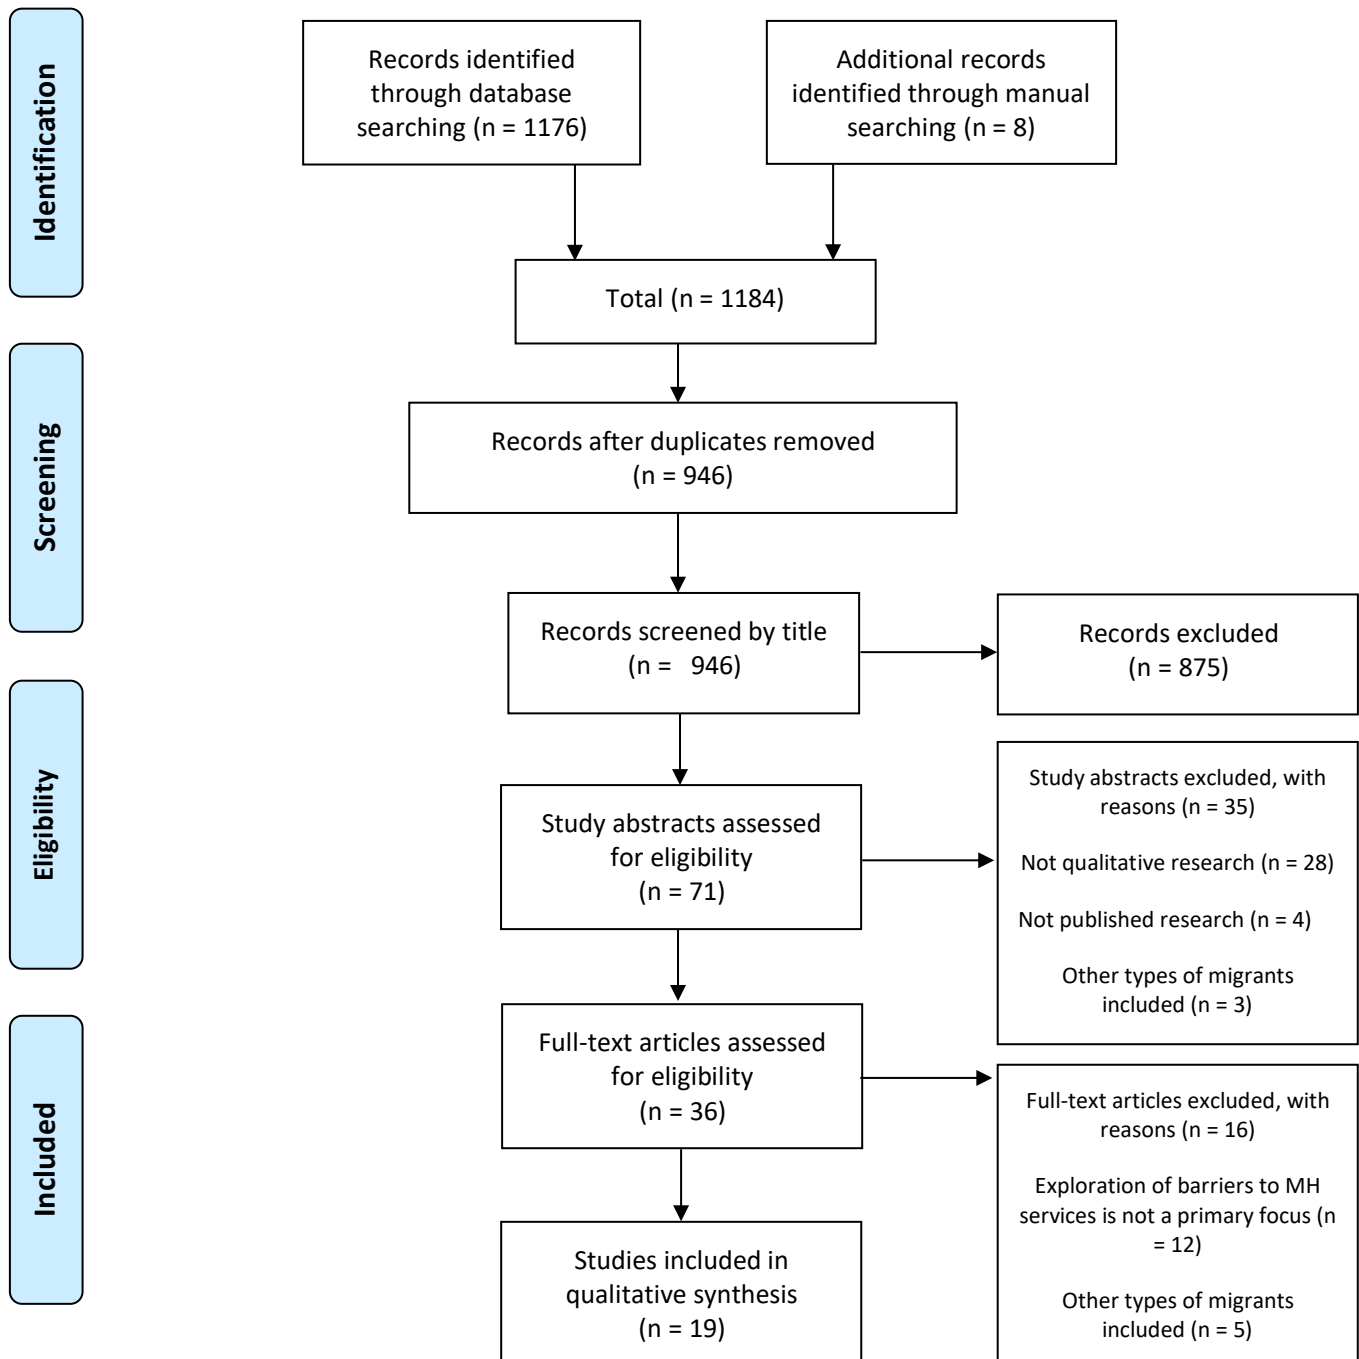 Identification
Records identified
through database
searching (n = 1176)
Additional records
identified through manual
searching (n = 8)
Total (n = 1184)
Screening
Records after duplicates removed
(n = 946)
Records screened by title
(n =   946)
Records excluded
(n = 875)
Eligibility
Study abstracts assessed
for eligibility
(n = 71)
Study abstracts excluded, with
reasons (n = 35)
Not qualitative research (n = 28)
Not published research (n = 4)
Other types of migrants
included (n = 3)
Full-text articles assessed
for eligibility
(n = 36)
Full-text articles excluded, with
reasons (n = 16)
Exploration of barriers to MH
services is not a primary focus (n
= 12)
Other types of migrants
included (n = 5)
Included
Studies included in
qualitative synthesis
(n = 19)